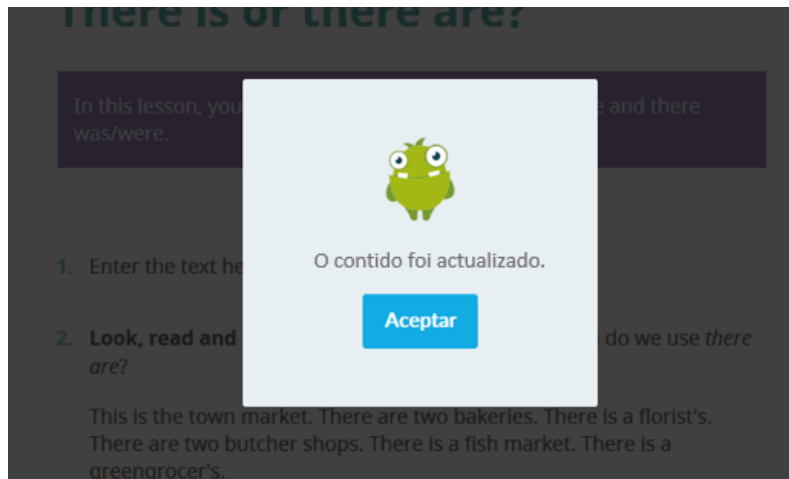 There is or there are?
In this lesson, you
e and there
was/were.
O contido foi actualizado.
Aceptar
1. Enter the text he
2. Look, read and
do we use there
are?
This is the town market. There are two bakeries. There is a florist's.
There are two butcher shops. There is a fish market. There is a
greengrocer's.